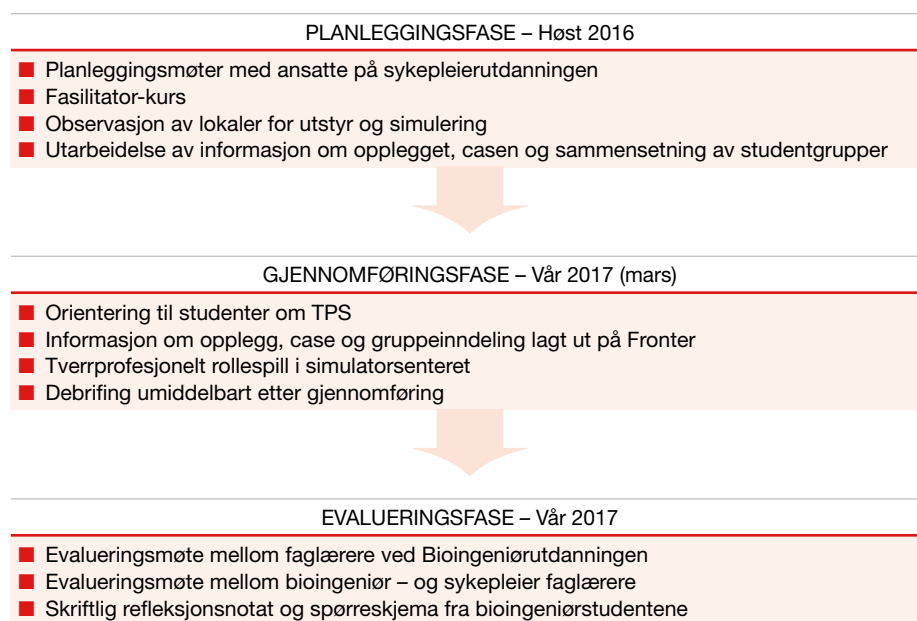 PLANLEGGINGSFASE – Høst 2016
■ Planleggingsmøter med ansatte på sykepleierutdanningen
■ Fasilitator-kurs
■ Observasjon av lokaler for utstyr og simulering
■ Utarbeidelse av informasjon om opplegget, casen og sammensetning av studentgrupper
GJENNOMFØRINGSFASE – Vår 2017 (mars)
■ Orientering til studenter om TPS
■ Informasjon om opplegg, case og gruppeinndeling lagt ut på Fronter
■ Tverrprofesjonelt rollespill i simulatorsenteret
■ Debrifing umiddelbart etter gjennomføring
EVALUERINGSFASE – Vår 2017
■ Evalueringsmøte mellom faglærere ved Bioingeniørutdanningen
■ Evalueringsmøte mellom bioingeniør – og sykepleier faglærere
■ Skriftlig refleksjonsnotat og spørreskjema fra bioingeniørstudentene